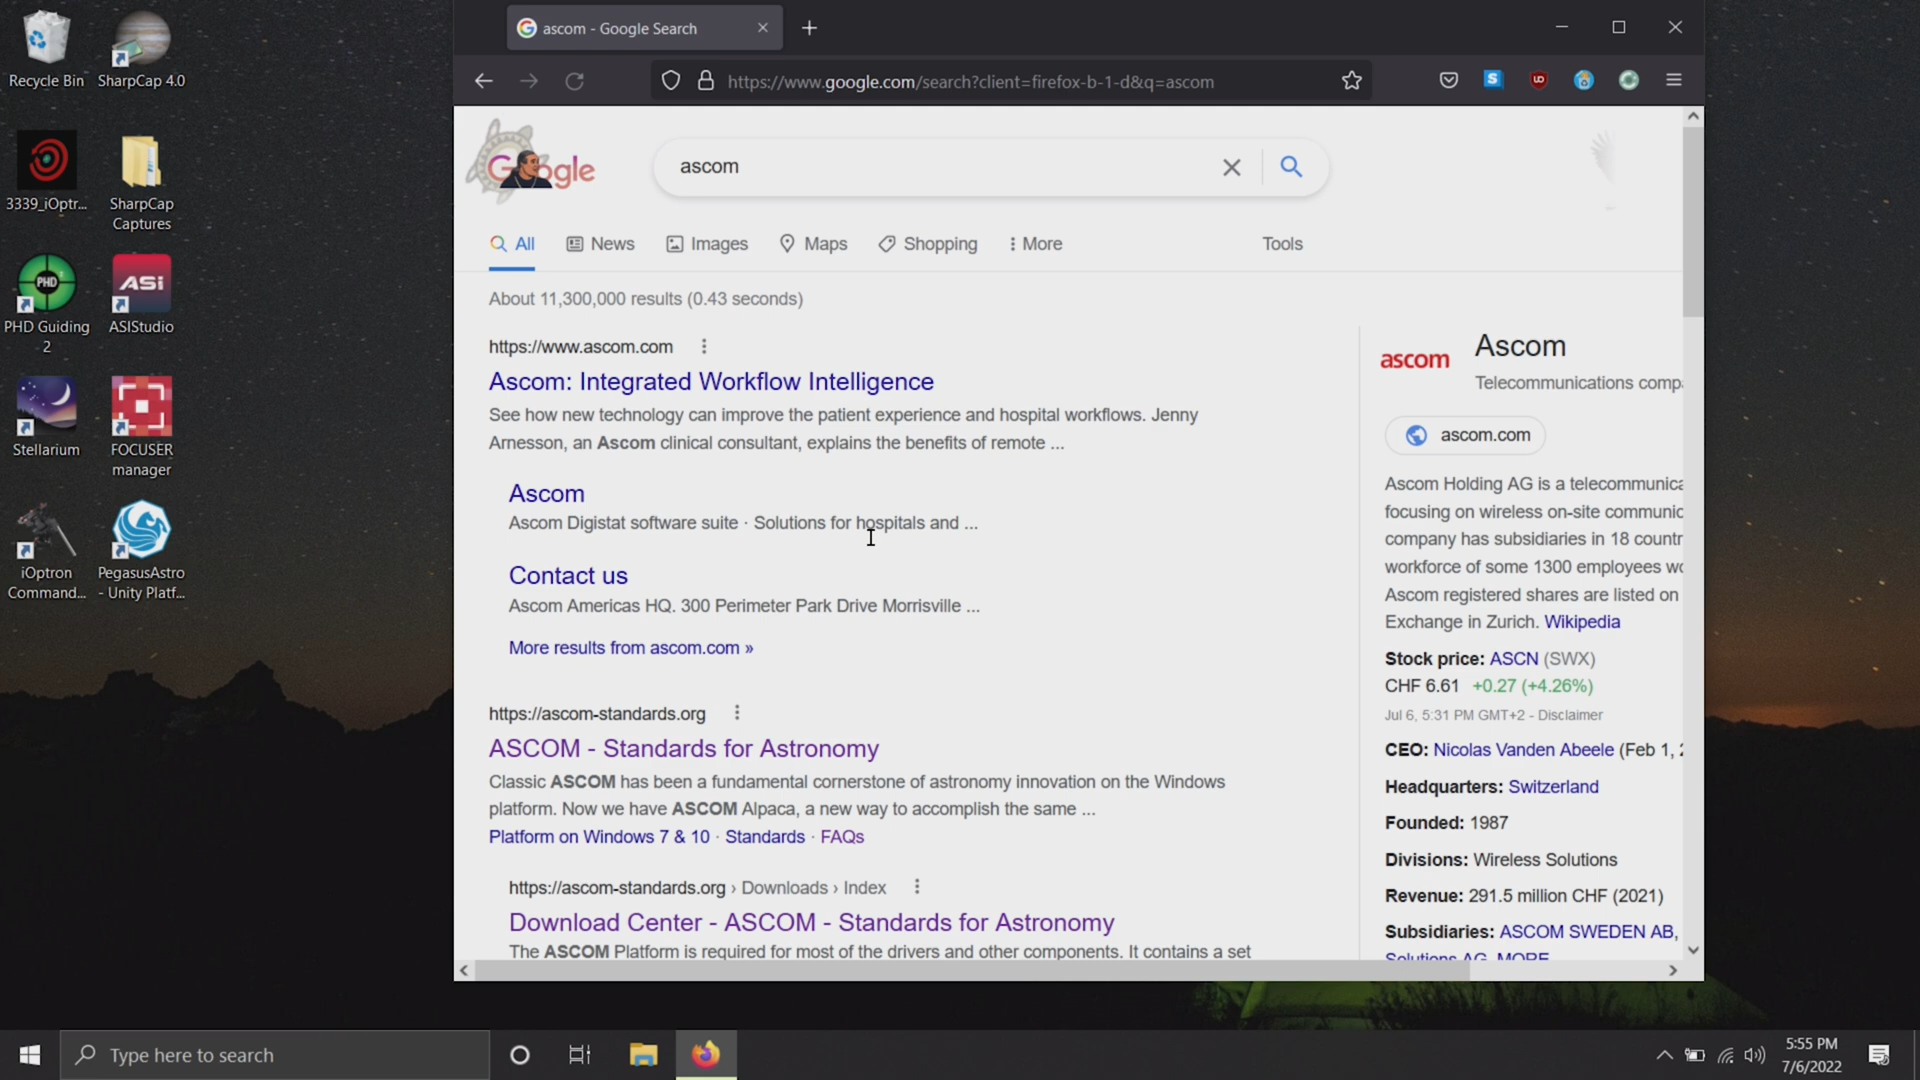 Recycle Bin
SharpCap 4.0
3339_iOptr...
SharpCap
Captures
PHD
PHD Guiding
2
ASi
ASIStudio
Stellarium
FOCUSER
manager
iOptron
Command...
PegasusAstro
- Unity Platf...
ascom - Google Search
https://www.google.com/search?client=firefox-b-1-d&q=ascom
Google
ascom
All
News
Images
Maps
Shopping
More
Tools
About 11,300,000 results (0.43 seconds)
https://www.ascom.com
Ascom: Integrated Workflow Intelligence
See how new technology can improve the patient experience and hospital workflows. Jenny
Arnesson, an Ascom clinical consultant, explains the benefits of remote ...
Ascom
Ascom Digistat software suite · Solutions for hospitals and ...
Contact us
Ascom Americas HQ. 300 Perimeter Park Drive Morrisville ...
More results from ascom.com »
https://ascom-standards.org
ASCOM - Standards for Astronomy
Classic ASCOM has been a fundamental cornerstone of astronomy innovation on the Windows
platform. Now we have ASCOM Alpaca, a new way to accomplish the same ...
Platform on Windows 7 & 10 · Standards · FAQs
https://ascom-standards.org › Downloads › Index
Download Center - ASCOM - Standards for Astronomy
The ASCOM Platform is required for most of the drivers and other components. It contains a set
ascom
Ascom
Telecommunications comp
ascom.com
Ascom Holding AG is a telecommunica
focusing on wireless on-site communic
company has subsidiaries in 18 countr
workforce of some 1300 employees wo
Ascom registered shares are listed on
Exchange in Zurich. Wikipedia
Stock price: ASCN (SWX)
CHF 6.61 +0.27 (+4.26%)
Jul 6, 5:31 PM GMT+2 - Disclaimer
CEO: Nicolas Vanden Abeele (Feb 1, 2
Headquarters: Switzerland
Founded: 1987
Divisions: Wireless Solutions
Revenue: 291.5 million CHF (2021)
Subsidiaries: ASCOM SWEDEN AB,
Solutions AG, MORE
Type here to search
5:55 PM
7/6/2022